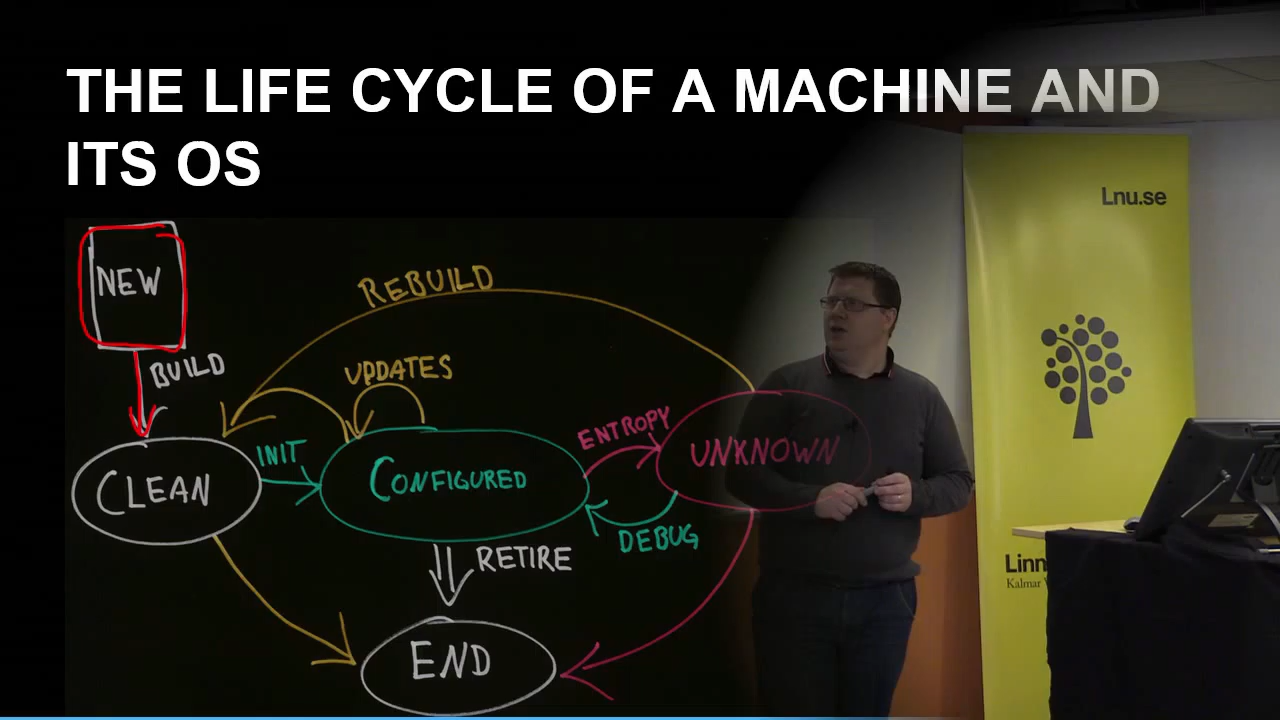 THE LIFE CYCLE OF A MACHINE AND
ITS OS
Lnu.se
NEW
REBUILD
BUILD
UPDATES
ENTROPY
INIT
UNKNOWN
CLEAN
CONFIGURED
DEBUG
RETIRE
END
Linn
Kalmar